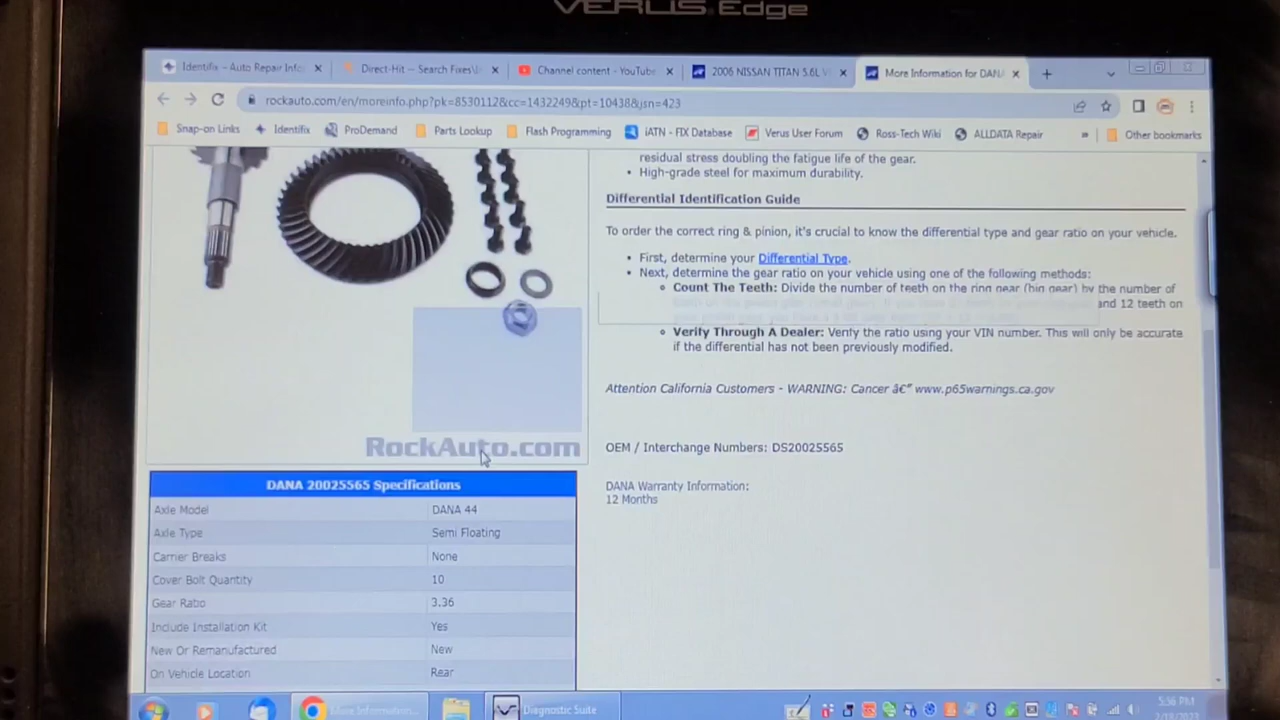 VERUS Edge
Identifix - Auto Repair Info
Direct-Hit -- Search Fixes\
Channel content - YouTube
2006 NISSAN TITAN 5.6L V
More Information for DANA
rockauto.com/en/moreinfo.php?pk=8530112&cc=1432249&pt=10438&jsn=423
Snap-on Links
Identifix
ProDemand
Parts Lookup
Flash Programming
iATN - FIX Database
Verus User Forum
Ross-Tech Wiki
ALLDATA Repair
»
Other bookmarks
residual stress doubling the fatigue life of the gear.
• High-grade steel for maximum durability.
Differential Identification Guide
To order the correct ring & pinion, it's crucial to know the differential type and gear ratio on your vehicle.
• First, determine your Differential Type.
• Next, determine the gear ratio on your vehicle using one of the following methods:
Count The Teeth: Divide the number of teeth on the ring gear (big gear) by the number of
and 12 teeth on
Verify Through A Dealer: Verify the ratio using your VIN number. This will only be accurate
if the differential has not been previously modified.
Attention California Customers - WARNING: Cancer â€" www.p65warnings.ca.gov
OEM / Interchange Numbers: DS20025565
DANA Warranty Information:
12 Months
RockAuto.com
DANA 20025565 Specifications
Axle Model DANA 44
Axle Type Semi Floating
Carrier Breaks None
Cover Bolt Quantity 10
Gear Ratio 3.36
Include Installation Kit Yes
New Or Remanufactured New
On Vehicle Location Rear
More Information...
Diagnostic Suite
5:36 PM